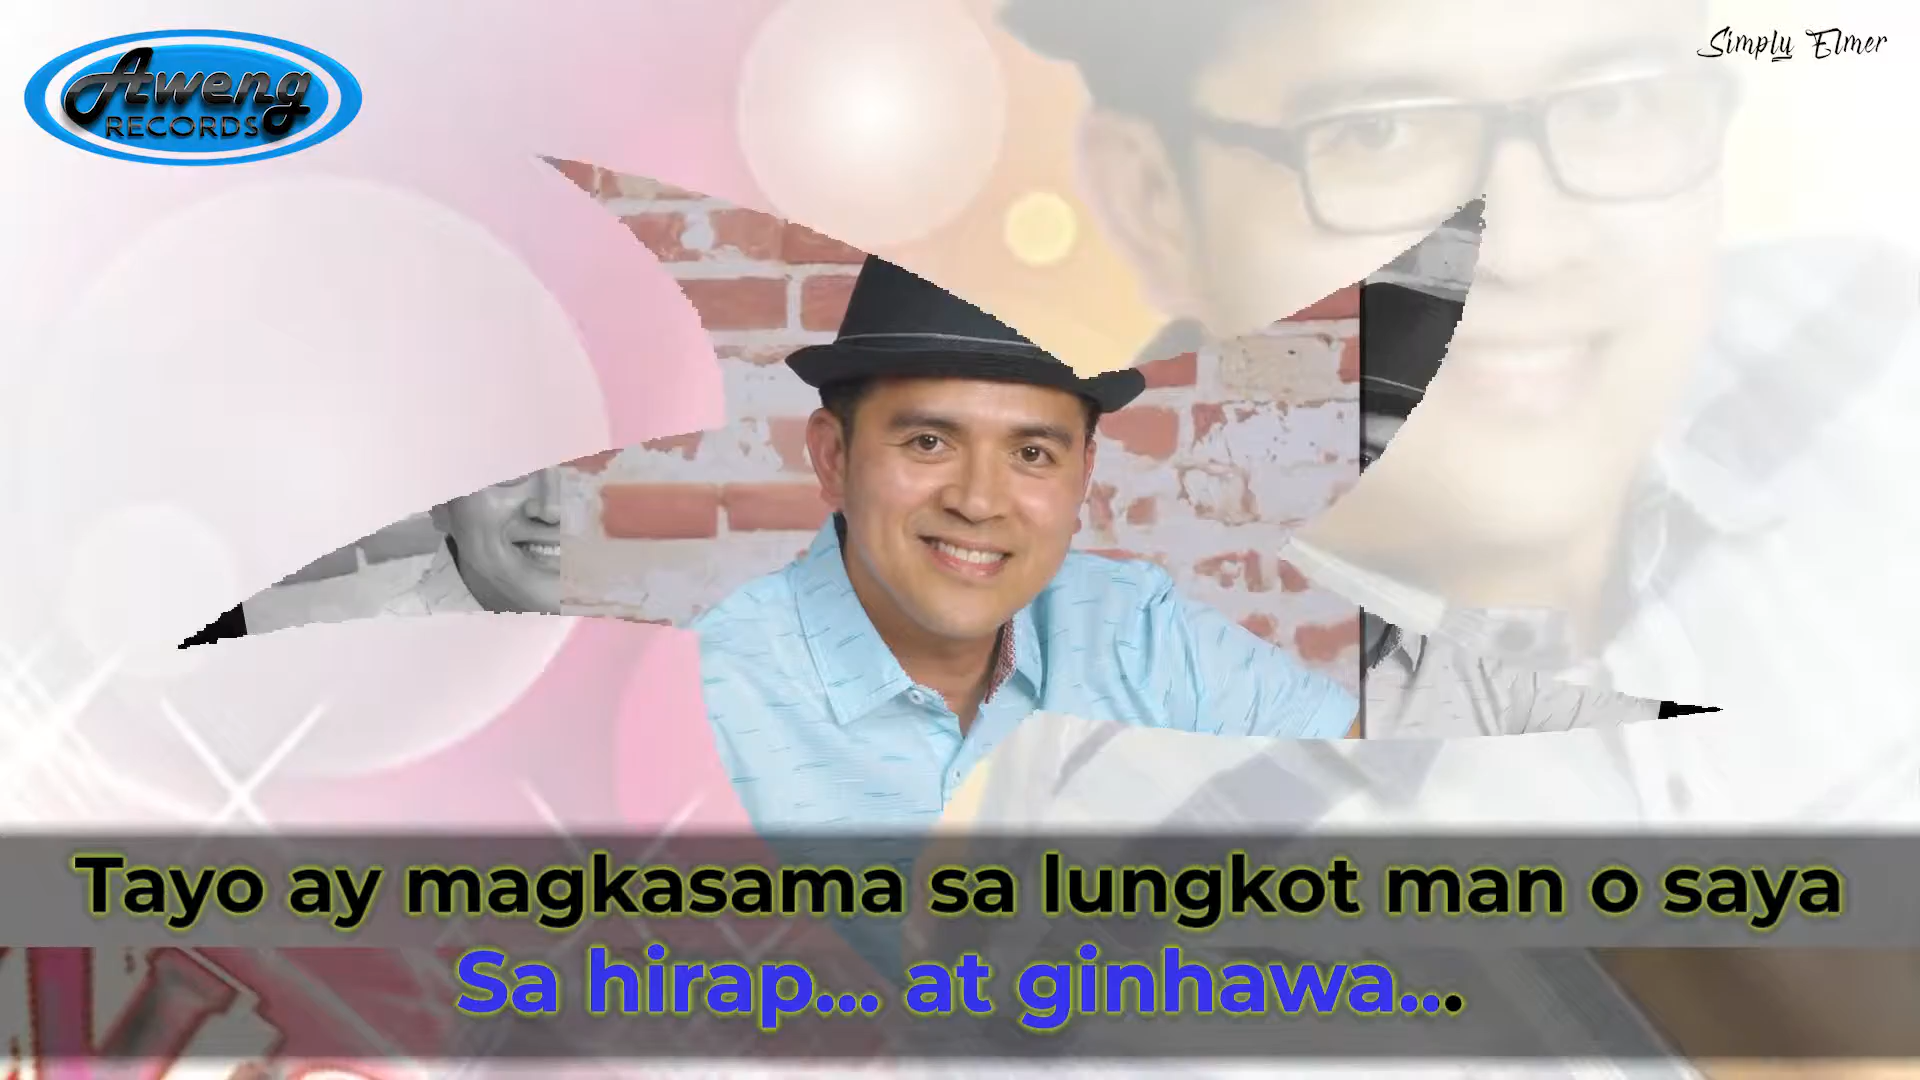 Aweng
RECORDS
Simply Elmer
Tayo ay magkasama sa lungkot man o saya
Sa hirap... at ginhawa...